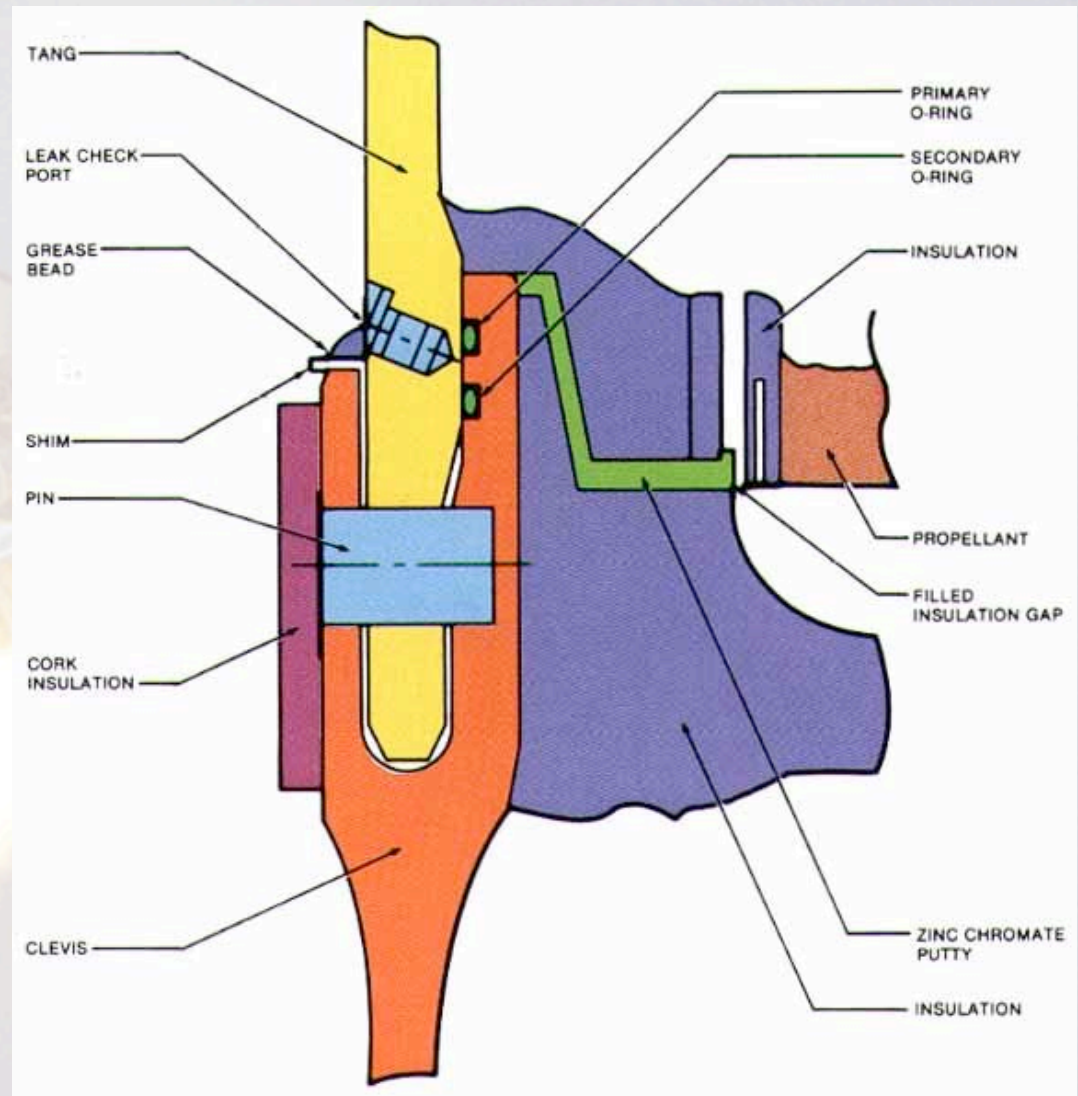 TANG
LEAK CHECK
PORT
GREASE
BEAD
SHIM
PIN
CORK
INSULATION
CLEVIS
PRIMARY
O-RING
SECONDARY
O-RING
INSULATION
PROPELLANT
FILLED
INSULATION GAP
ZINC CHROMATE
PUTTY
INSULATION